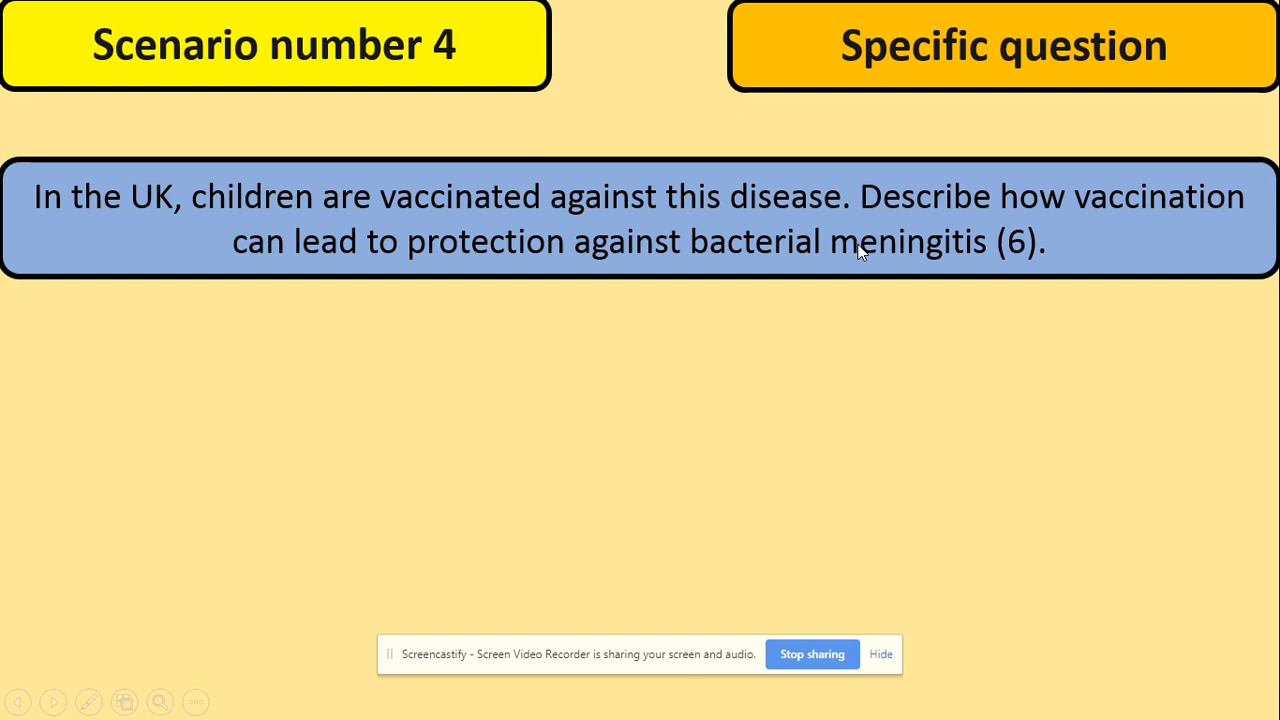 Scenario number 4
Specific question
In the UK, children are vaccinated against this disease. Describe how vaccination
can lead to protection against bacterial meningitis (6).
Screencastify - Screen Video Recorder is sharing your screen and audio.
Stop sharing
Hide